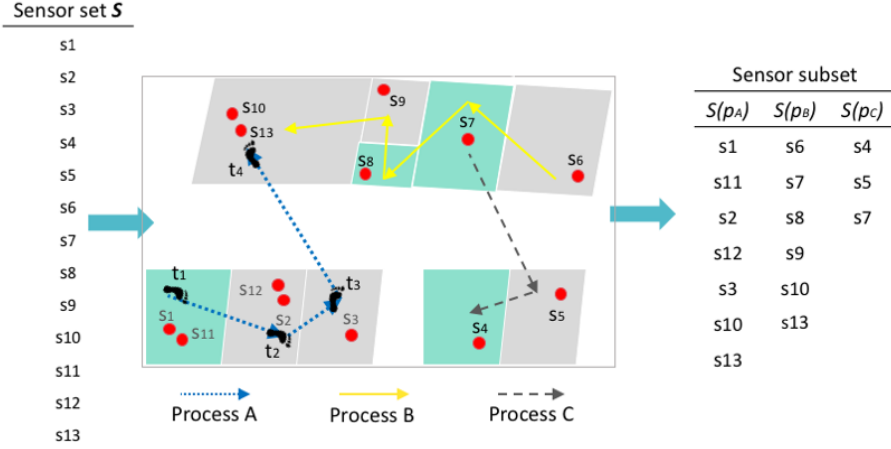 Sensor set S
s1
s2
s3
s4
s5
s6
s7
s8
s9
s10
s11
s12
s13
s10
s13
t4
s9
s8
s7
s6
t1
s1
s11
s12
s2
t2
t3
s3
s4
s5
Process A
Process B
Process C
Sensor subset
S(pA) S(pB) S(pC)
s1 s6 s4
s11 s7 s5
s2 s8 s7
s12 s9
s3 s10
s10 s13
s13